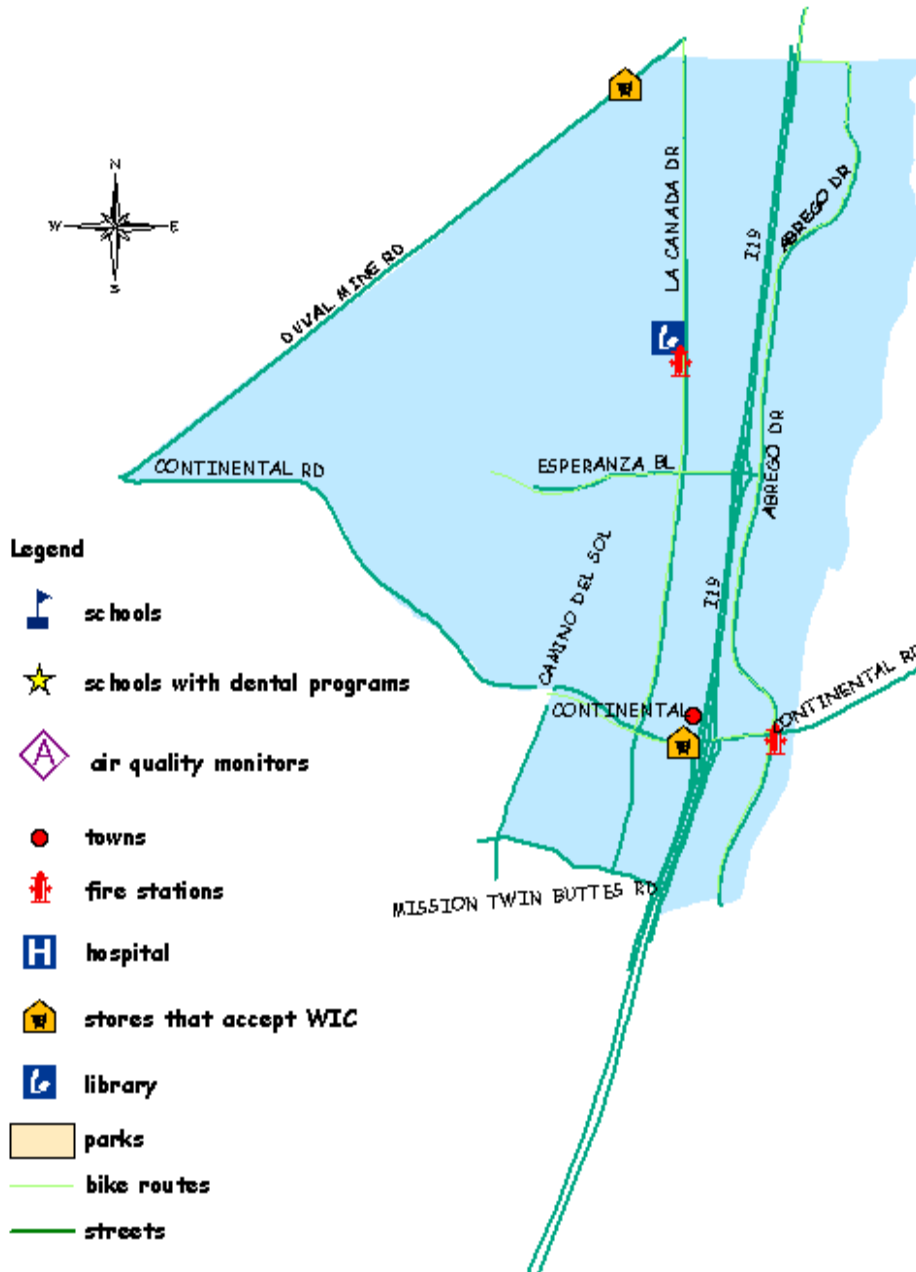 N
W
E
S
LA CANADA DR
ABREGO DR
I19
DUVAL MINE RD
CONTINENTAL RD
ESPERANZA BL
ABREGO DR
CAMINO DEL SOL
I19
CONTINENTAL
CONTINENTAL RD
MISSION TWIN BUTTES RD
Legend
schools
schools with dental programs
A
air quality monitors
towns
fire stations
H
hospital
stores that accept WIC
library
parks
bike routes
streets